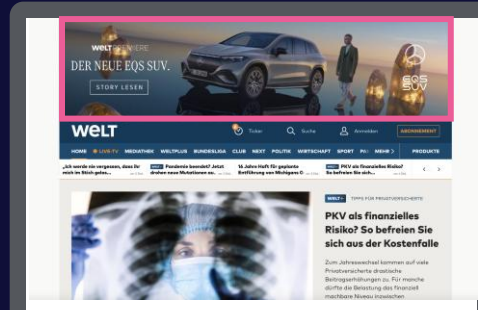 WELT PREMIERE
DER NEUE EQS SUV.
STORY LESEN
EQS
SUV
WELT
Ticker
Suche
Anmelden
ABONNEMENT
HOME LIVE-TV MEDIATHEK WELTPLUS BUNDESLIGA CLUB NEXT POLITIK WIRTSCHAFT SPORT MEHR PRODUKTE
„Ich werde nie vergessen, dass ihr
mich im Stich gelas...
Pandemie beendet? Jetzt
drohen neue Mutationen au...
16 Jahre Haft für geplante
Entführung von Michigans G...
PKV als finanzielles Risiko?
So befreien Sie sich...
WELT+ TIPPS FÜR PRIVATVERSICHERTE
PKV als finanzielles
Risiko? So befreien Sie
sich aus der Kostenfalle
Zum Jahreswechsel kommen auf viele
Privatversicherte drastische
Beitragserhöhungen zu. Für manche
dürfte die Belastung das finanziell
machbare Niveau inzwischen